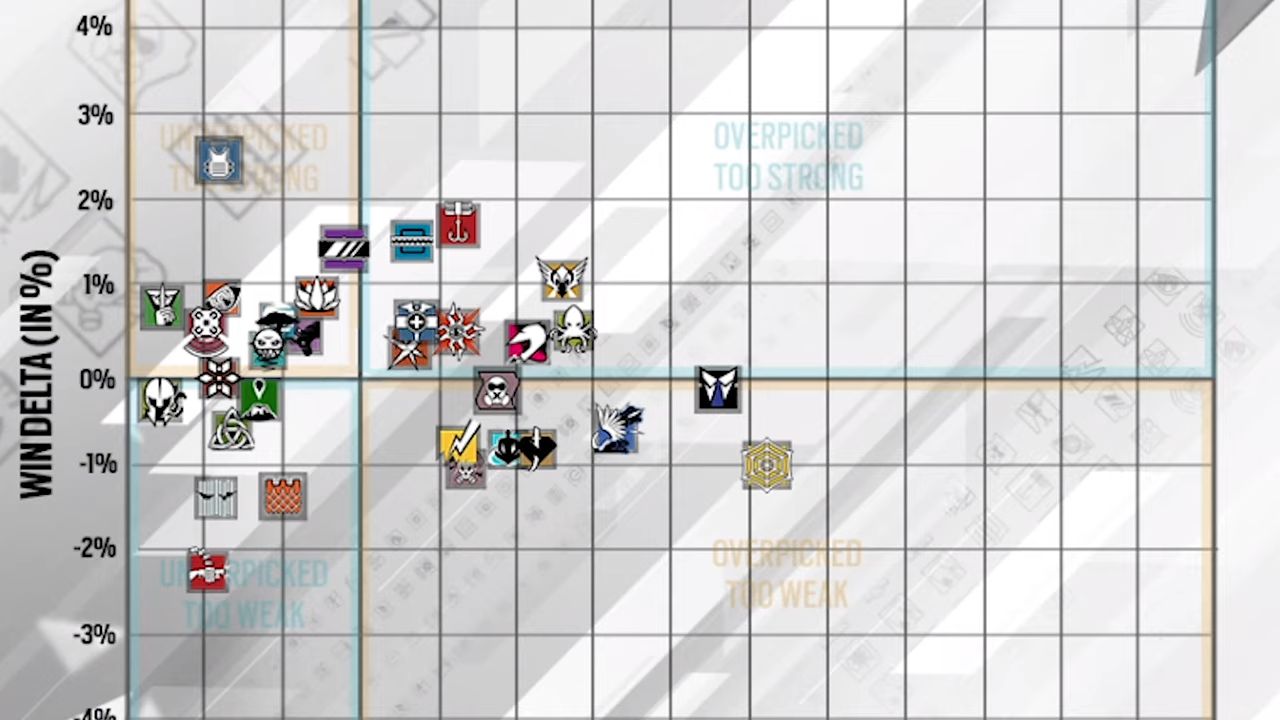 4%
3%
UNDERPICKED
TOO STRONG
OVERPICKED
TOO STRONG
2%
1%
WIN DELTA (IN %)
0%
-1%
-2%
UNDERPICKED
TOO WEAK
OVERPICKED
TOO WEAK
-3%
-4%